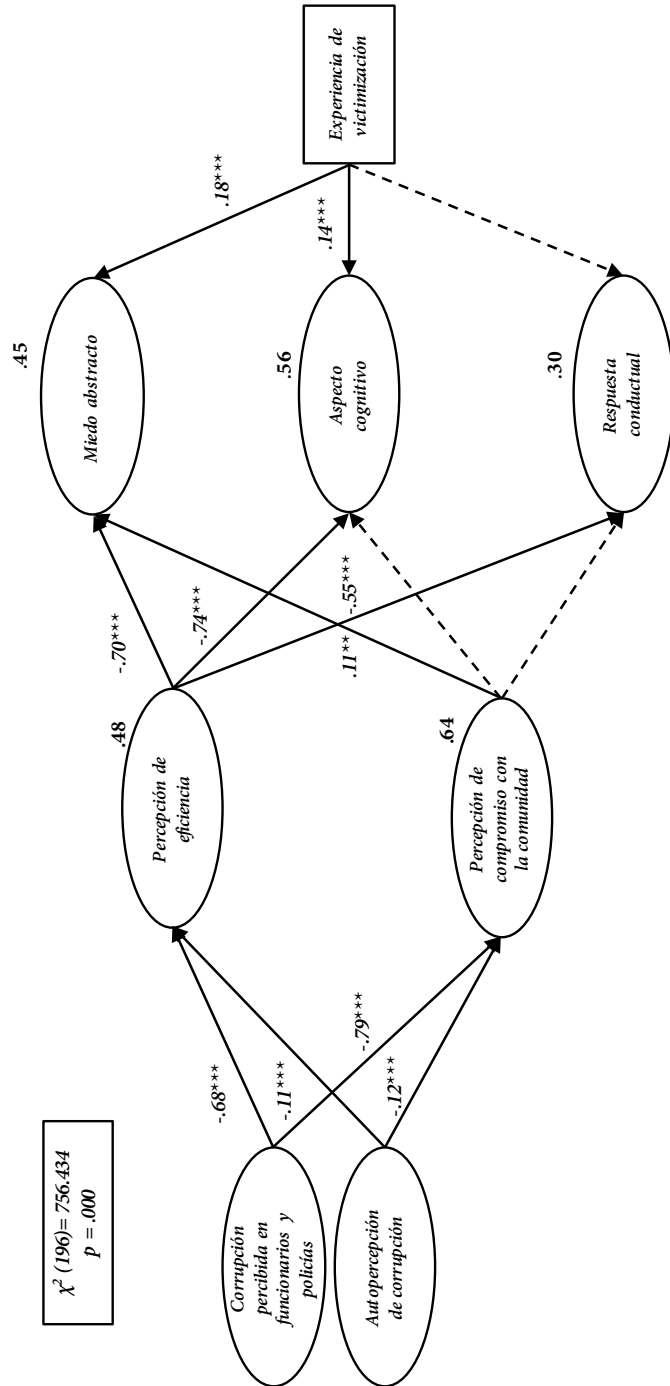 χ² (196)= 756.434
p = .000
Corrupción
percibida en
funcionarios y
policías
Autopercepción
de corrupción
-.68***
-.11***
-.79***
-.12***
.48
Percepción de
eficiencia
.64
Percepción de
compromiso con
la comunidad
-.70***
-.74***
-.55***
.11**
.45
Miedo abstracto
.56
Aspecto
cognitivo
.30
Respuesta
conductual
.18***
.14***
Experiencia de
victimización